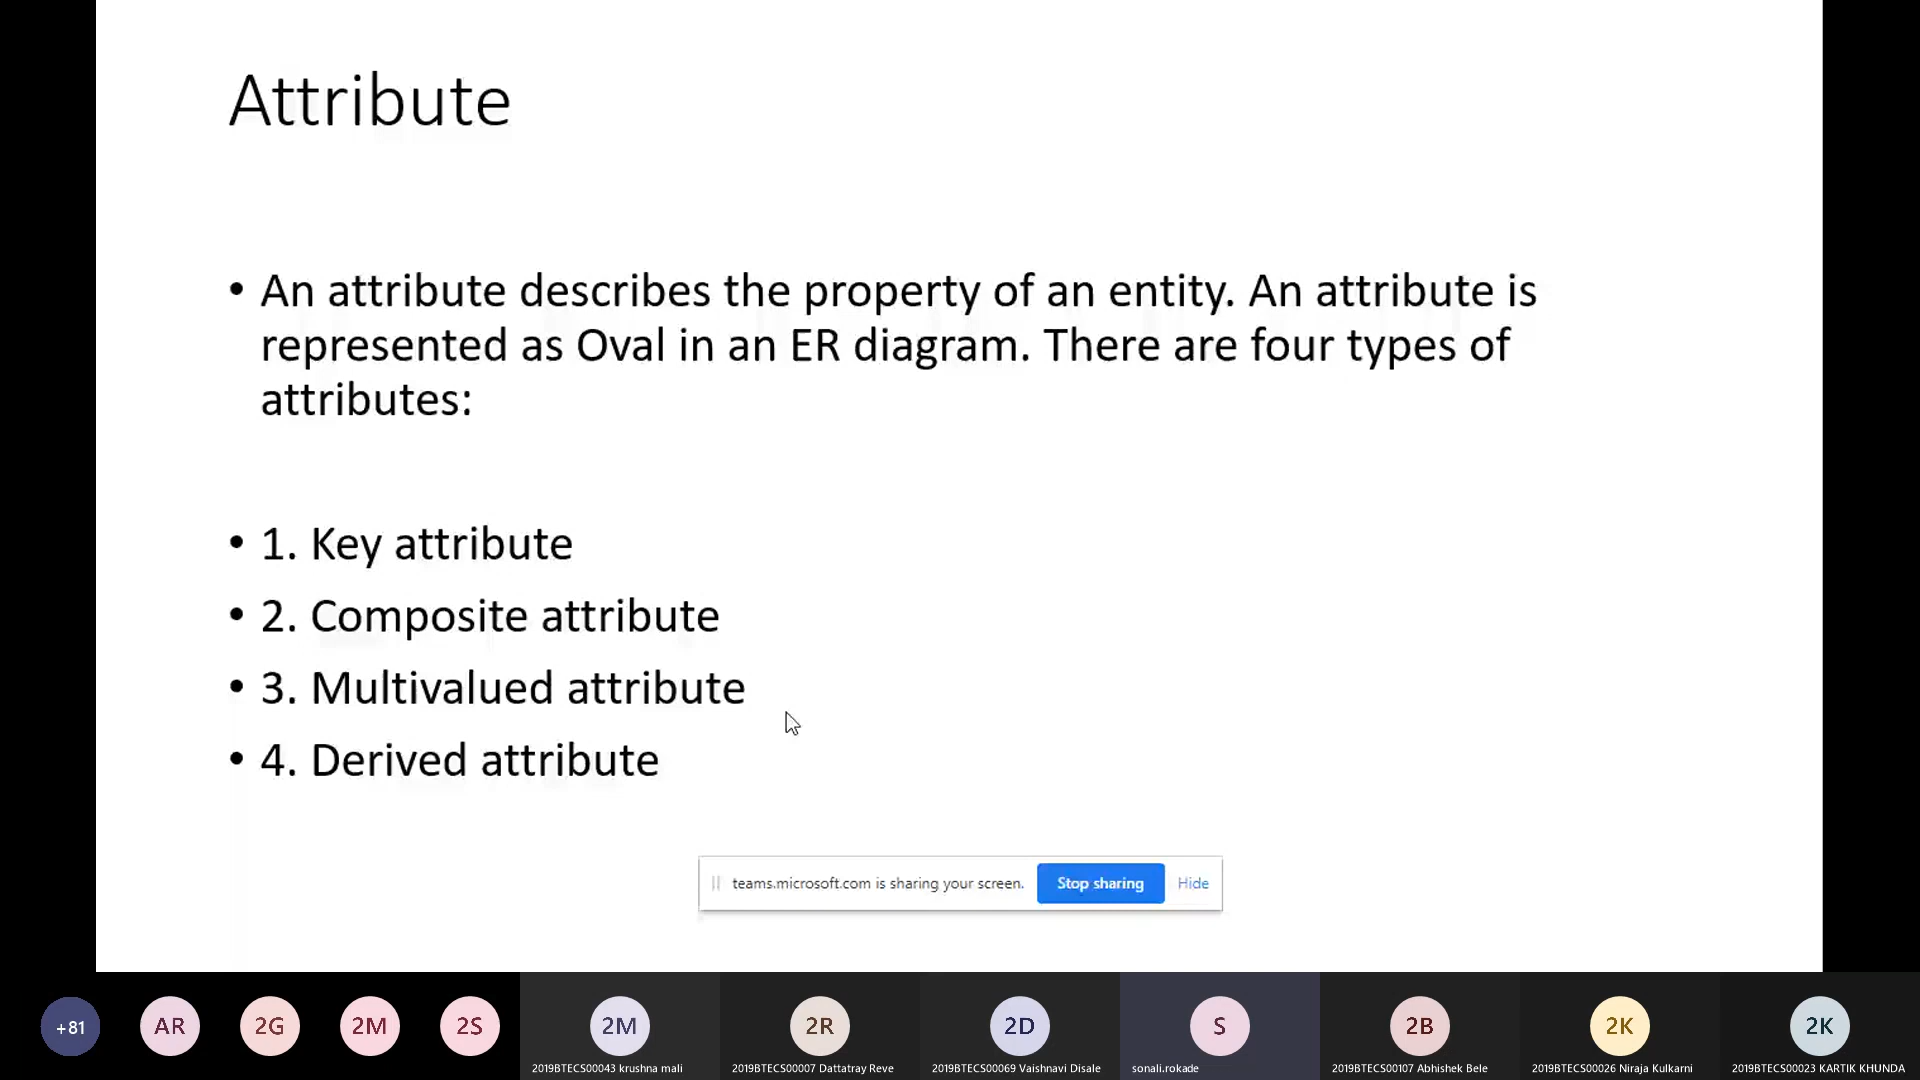 Attribute
• An attribute describes the property of an entity. An attribute is
represented as Oval in an ER diagram. There are four types of
attributes:
• 1. Key attribute
• 2. Composite attribute
• 3. Multivalued attribute
• 4. Derived attribute
teams.microsoft.com is sharing your screen. Stop sharing Hide
+81 AR 2G 2M 2S 2M 2R 2D S 2B 2K 2K
2019BTECS00043 krushna mali 2019BTECS00007 Dattatray Reve 2019BTECS00069 Vaishnavi Disale sonali.rokade 2019BTECS00107 Abhishek Bele 2019BTECS00026 Niraja Kulkarni 2019BTECS00023 KARTIK KHUNDA